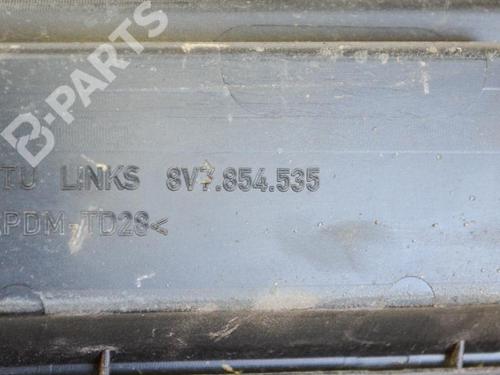 B-PARTS
TU LINKS 8V7.854.535
PDM-TD28<